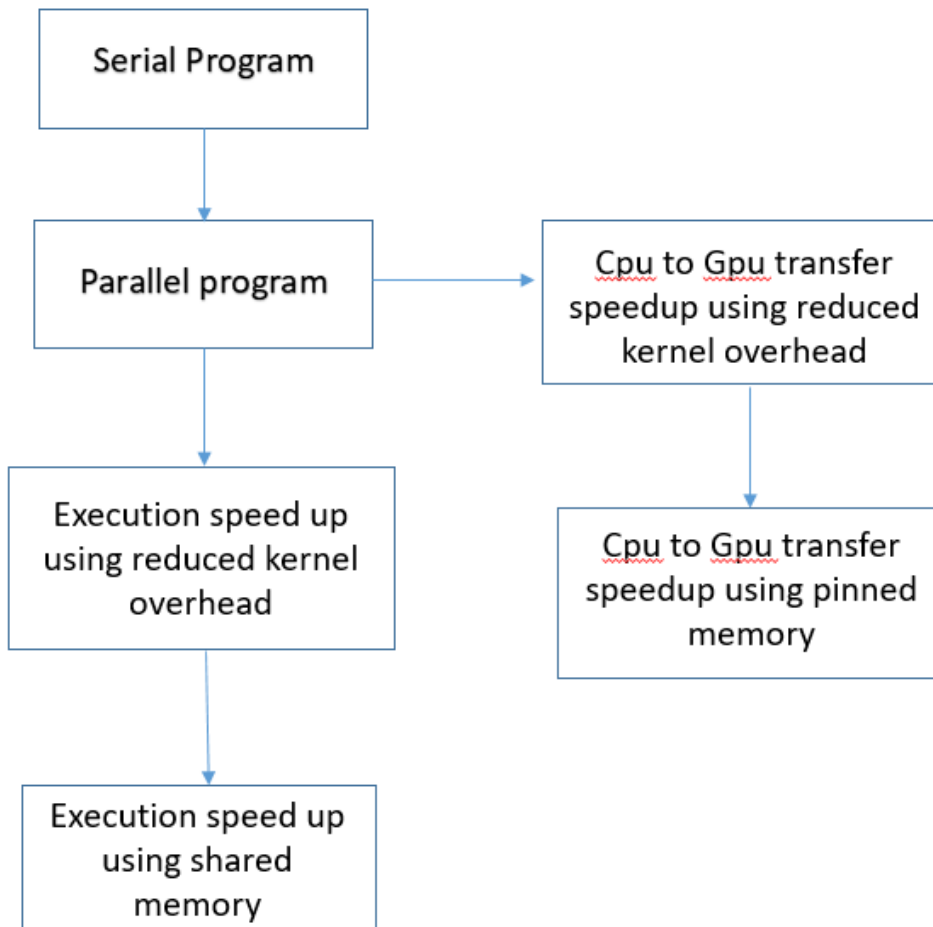 Serial Program
Parallel program
Cpu to Gpu transfer
speedup using reduced
kernel overhead
Execution speed up
using reduced kernel
overhead
Cpu to Gpu transfer
speedup using pinned
memory
Execution speed up
using shared
memory